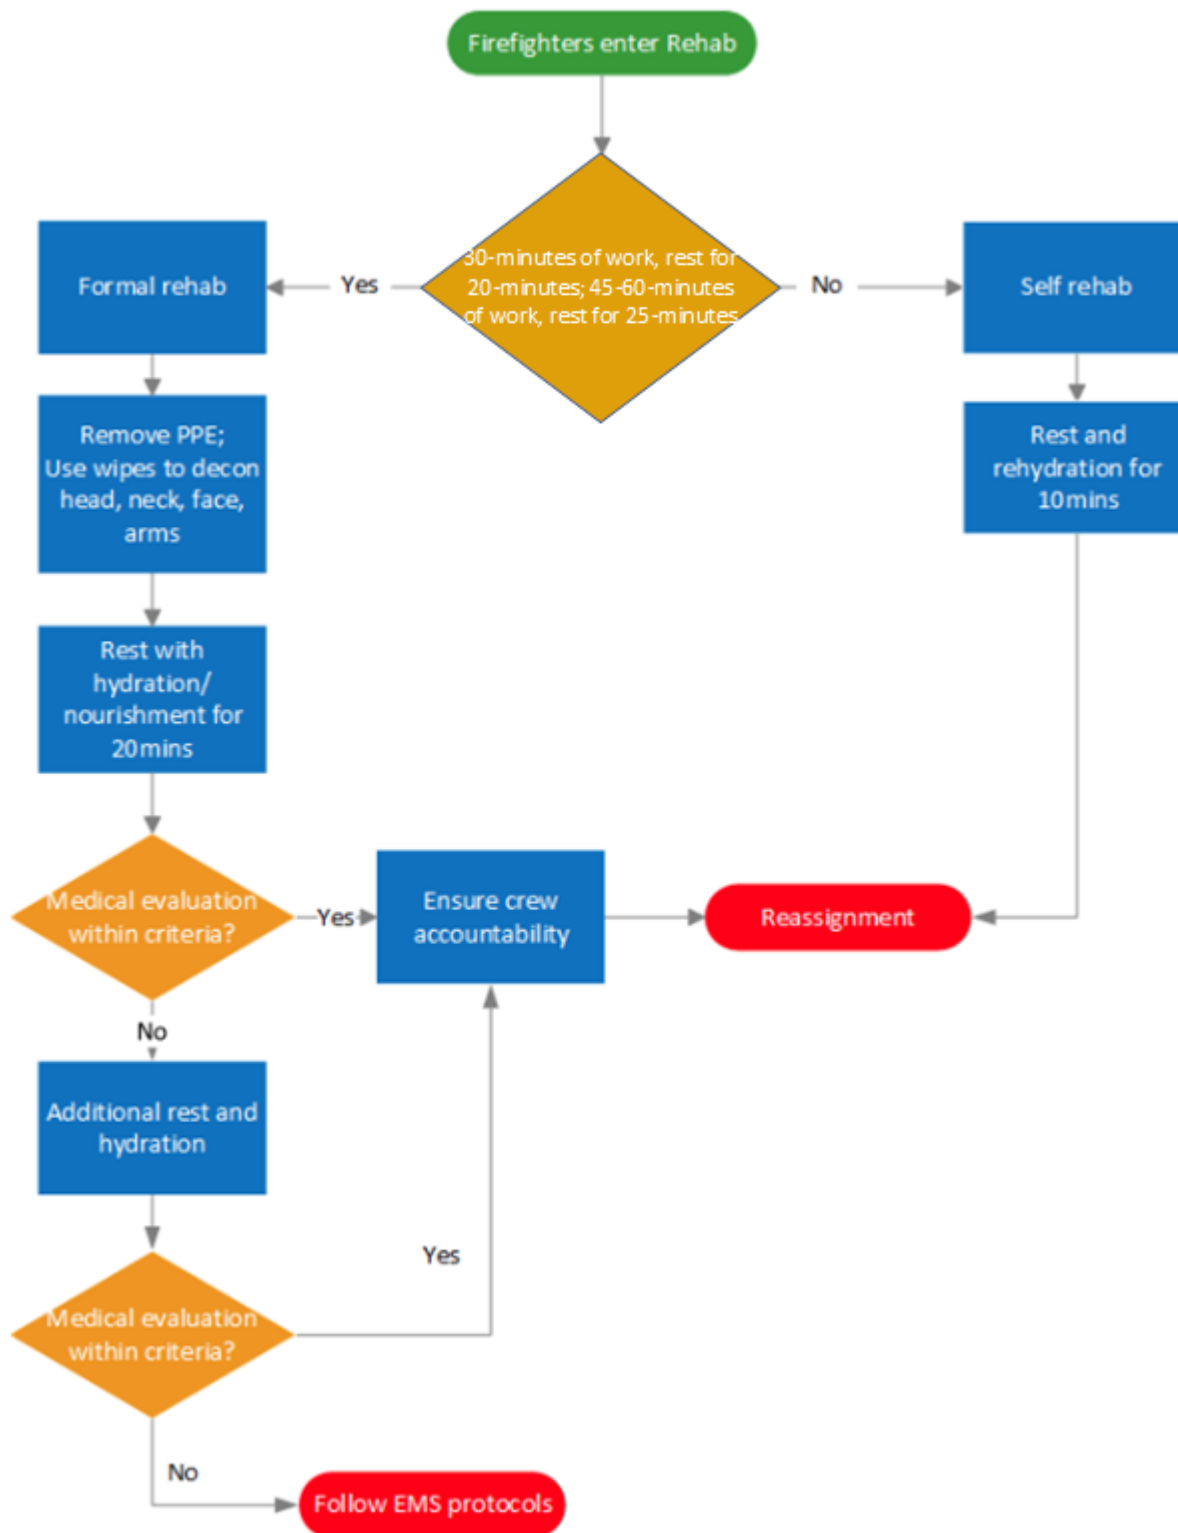 Firefighters enter Rehab
30-minutes of work, rest for
20-minutes; 45-60-minutes
of work, rest for 25-minutes
Yes
No
Formal rehab
Self rehab
Remove PPE;
Use wipes to decon
head, neck, face,
arms
Rest and
rehydration for
10mins
Rest with
hydration/
nourishment for
20mins
Medical evaluation
within criteria?
Yes
Ensure crew
accountability
Reassignment
No
Additional rest and
hydration
Medical evaluation
within criteria?
Yes
No
Follow EMS protocols